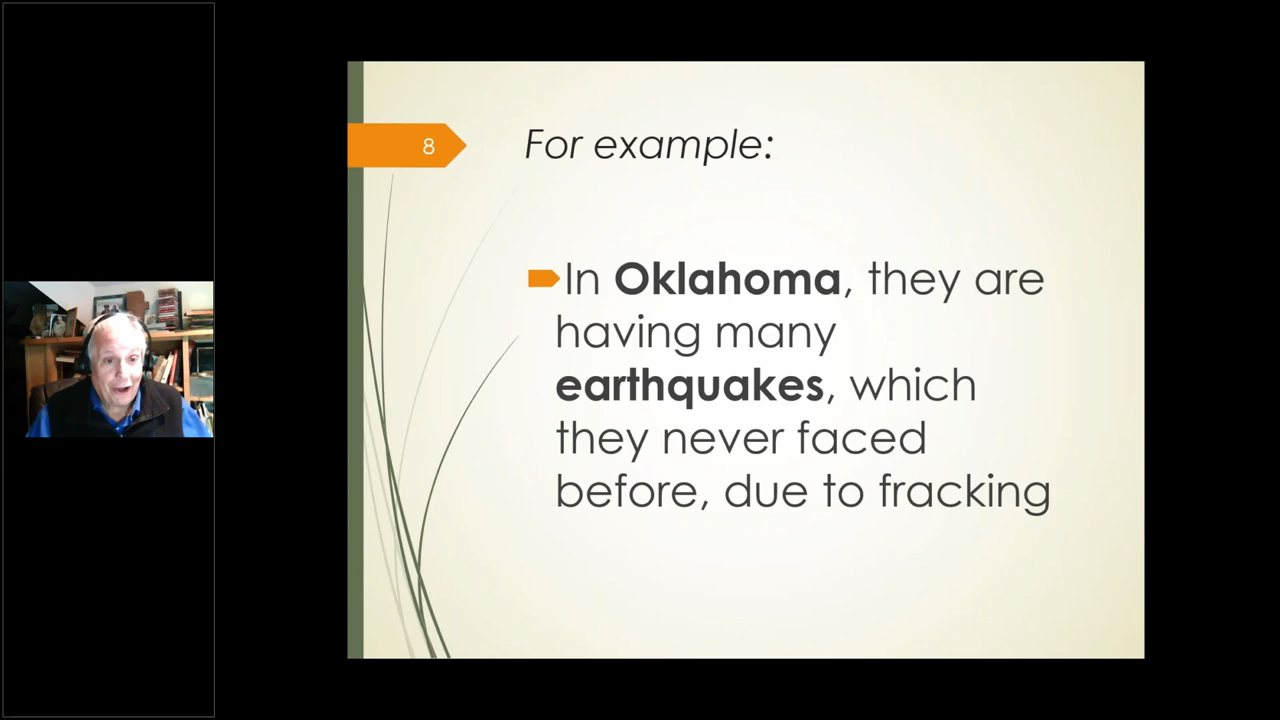 8
For example:
In Oklahoma, they are
having many
earthquakes, which
they never faced
before, due to fracking